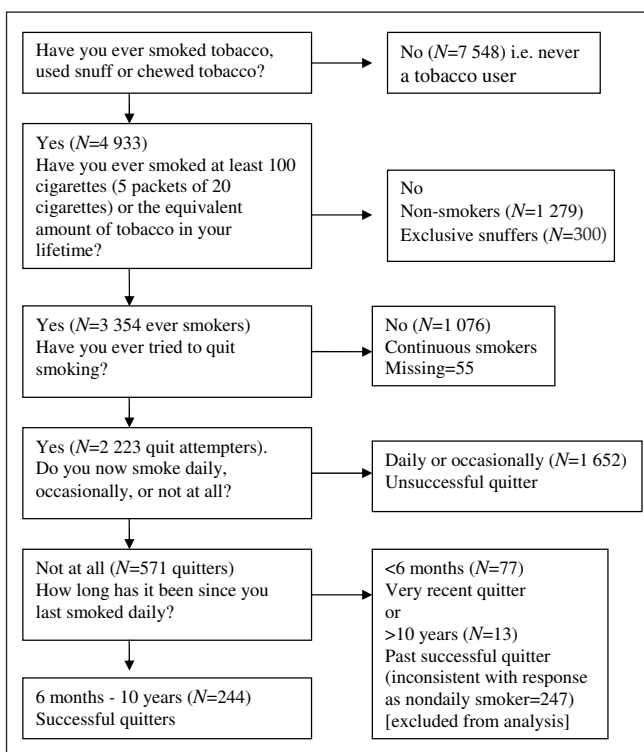 Have you ever smoked tobacco,
used snuff or chewed tobacco?
No (N=7 548) i.e. never
a tobacco user
Yes (N=4 933)
Have you ever smoked at least 100
cigarettes (5 packets of 20
cigarettes) or the equivalent
amount of tobacco in your
lifetime?
No
Non-smokers (N=1 279)
Exclusive snuffers (N=300)
Yes (N=3 354 ever smokers)
Have you ever tried to quit
smoking?
No (N=1 076)
Continuous smokers
Missing=55
Yes (N=2 223 quit attempters).
Do you now smoke daily,
occasionally, or not at all?
Daily or occasionally (N=1 652)
Unsuccessful quitter
Not at all (N=571 quitters)
How long has it been since you
last smoked daily?
<6 months (N=77)
Very recent quitter
or
>10 years (N=13)
Past successful quitter
(inconsistent with response
as nondaily smoker=247)
[excluded from analysis]
6 months - 10 years (N=244)
Successful quitters